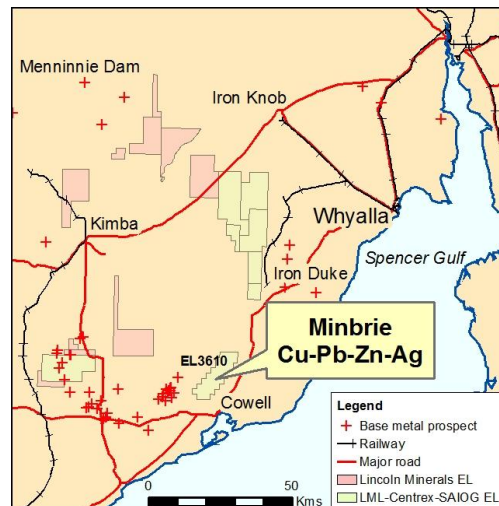 Menninnie Dam
Iron Knob
Whyalla
Kimba
Spencer Gulf
Iron Duke
Minbrie
Cu-Pb-Zn-Ag
EL3610
Cowell
Legend
Base metal prospect
Railway
Major road
Lincoln Minerals EL
LML-Centrex-SAIOG EL
0 50
Kms